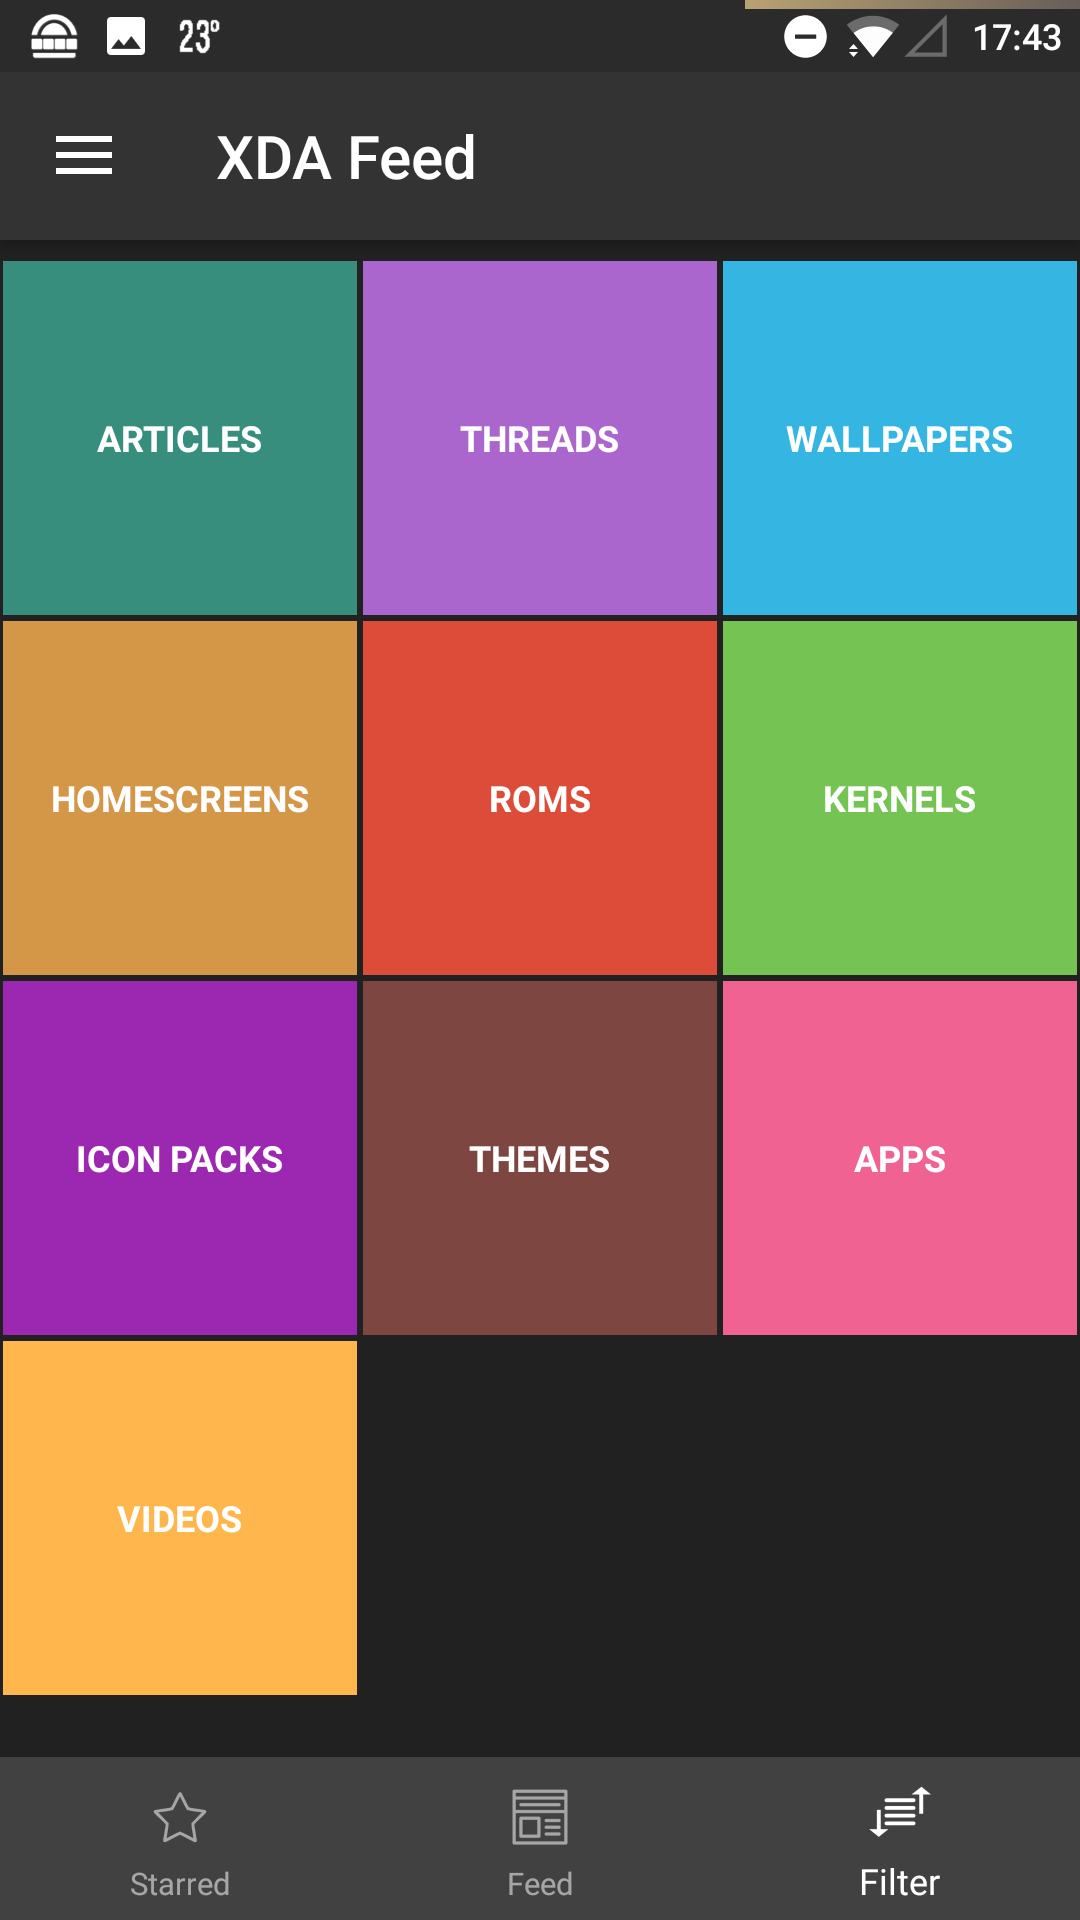 23° 17:43
XDA Feed
ARTICLES THREADS WALLPAPERS
HOMESCREENS ROMS KERNELS
ICON PACKS THEMES APPS
VIDEOS
Starred Feed Filter